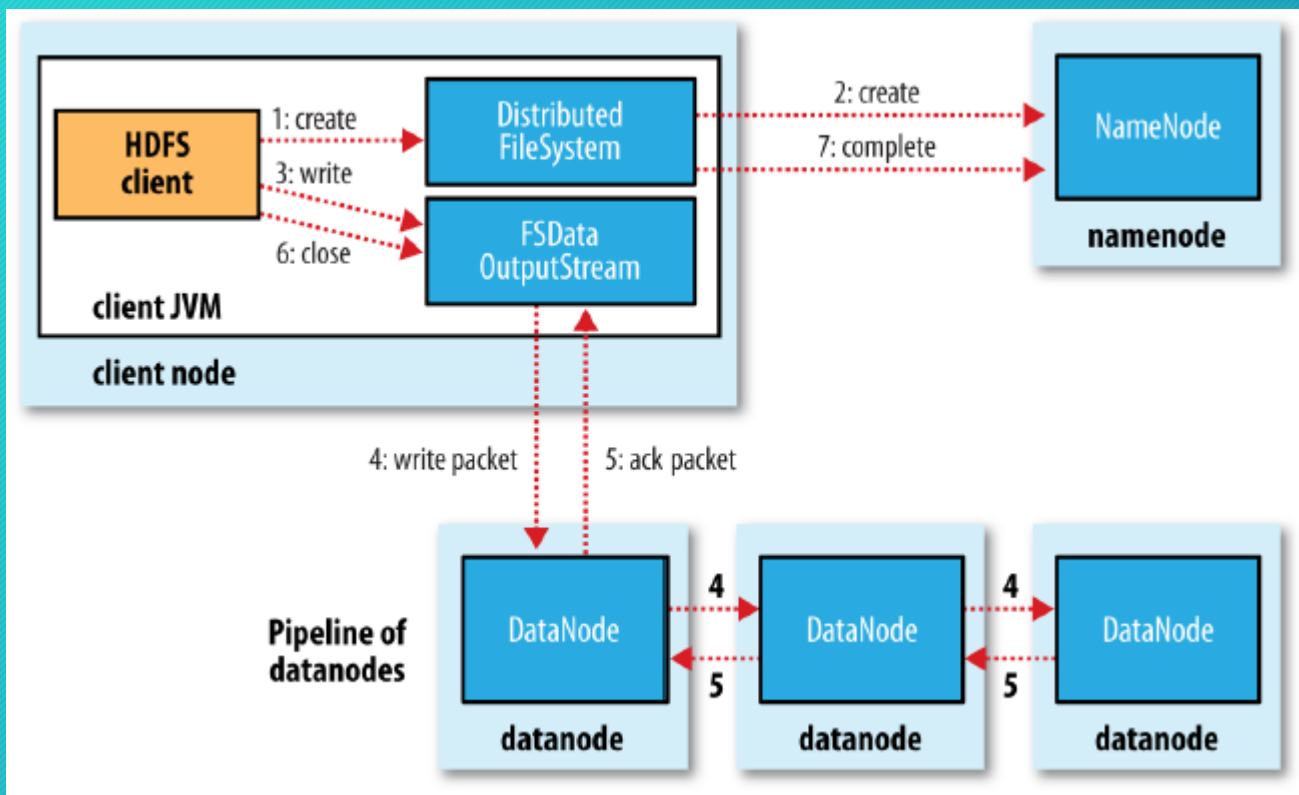 HDFS
client
1: create
3: write
6: close
Distributed
FileSystem
FSData
OutputStream
client JVM
client node
2: create
7: complete
NameNode
namenode
4: write packet
5: ack packet
Pipeline of
datanodes
DataNode
datanode
4
5
DataNode
datanode
4
5
DataNode
datanode